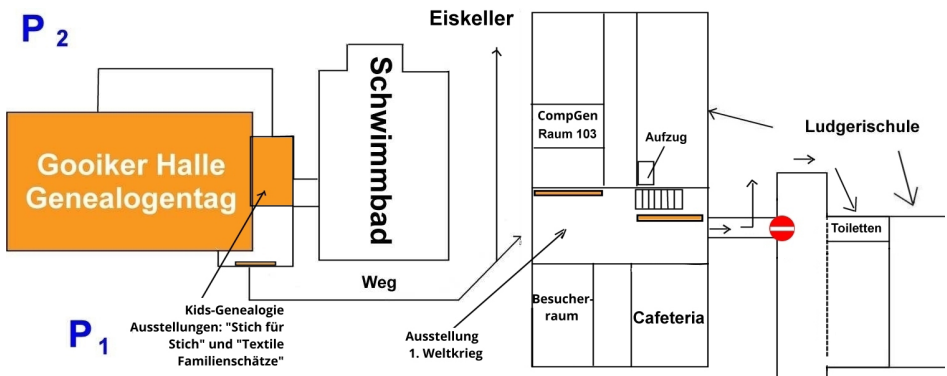 P 2
Eiskeller
Schwimmbad
CompGen
Raum 103
Aufzug
Ludgerischule
Gooiker Halle
Genealogentag
Toiletten
Weg
Kids-Genealogie
Ausstellungen: "Stich für
Stich" und "Textile
Familienschätze"
P 1
Besucher-
raum
Cafeteria
Ausstellung
1. Weltkrieg